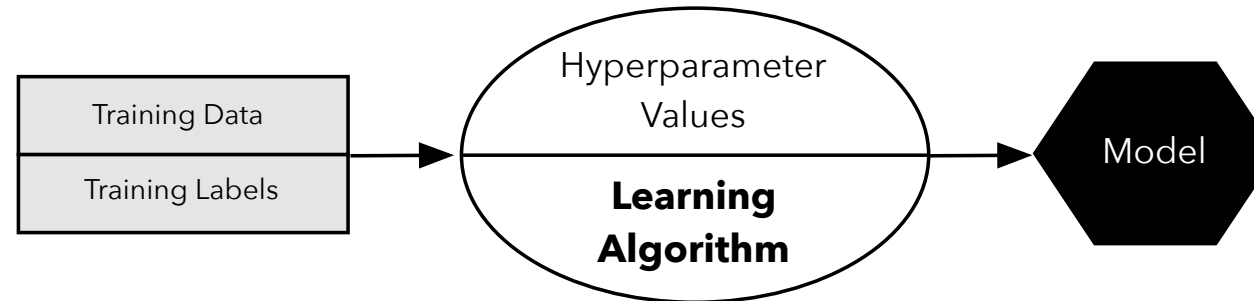 Training Data
Training Labels
Hyperparameter
Values
Learning
Algorithm
Model